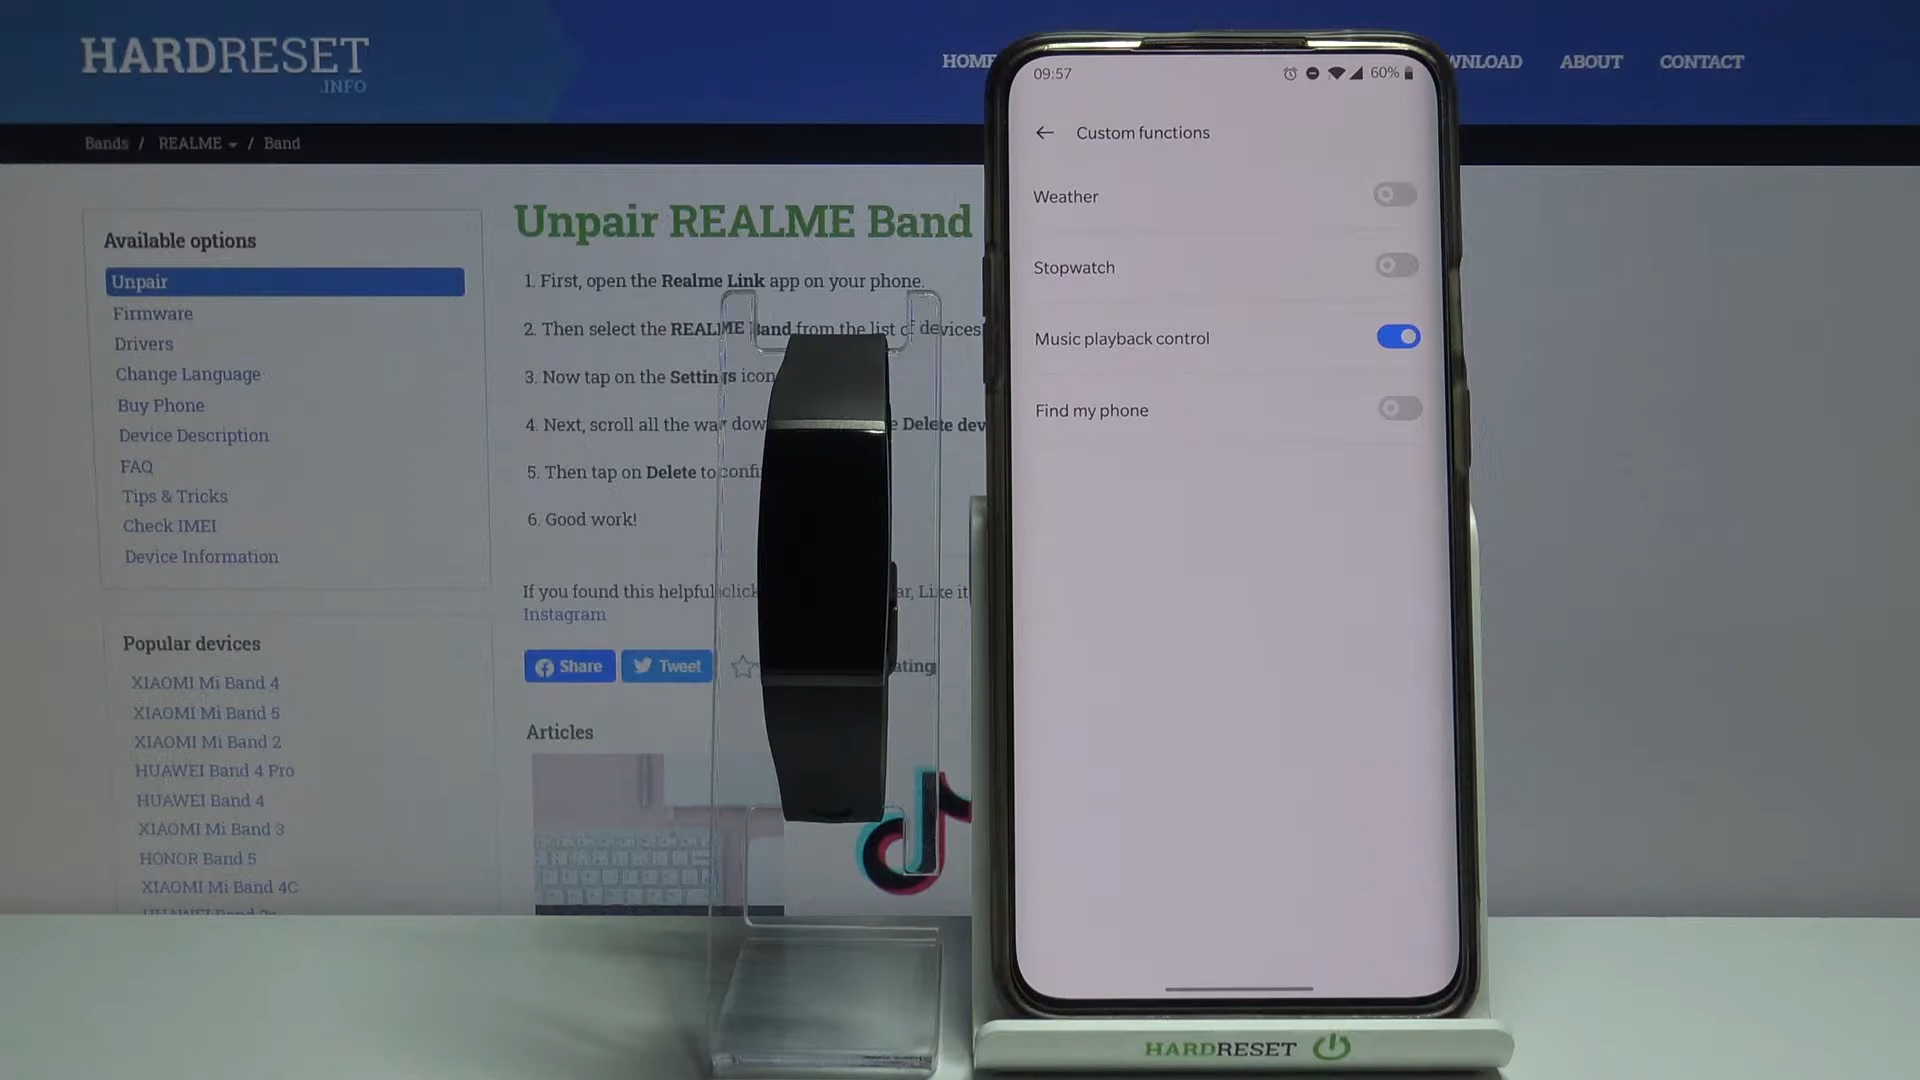 HARDRESET
.INFO
HOME
WNLOAD
ABOUT
CONTACT
Bands / REALME / Band
Available options
Unpair
Firmware
Drivers
Change Language
Buy Phone
Device Description
FAQ
Tips & Tricks
Check IMEI
Device Information
Popular devices
XIAOMI Mi Band 4
XIAOMI Mi Band 5
XIAOMI Mi Band 2
HUAWEI Band 4 Pro
HUAWEI Band 4
XIAOMI Mi Band 3
HONOR Band 5
XIAOMI Mi Band 4C
Unpair REALME Band
1. First, open the Realme Link app on your phone.
2. Then select the REALME Band from the list of devices
3. Now tap on the Settings icon
4. Next, scroll all the way down Delete dev
5. Then tap on Delete to confi
6. Good work!
If you found this helpful click ar, Like it
Instagram
Share
Tweet
ating
Articles
09:57
60%
Custom functions
Weather
Stopwatch
Music playback control
Find my phone
HARDRESET